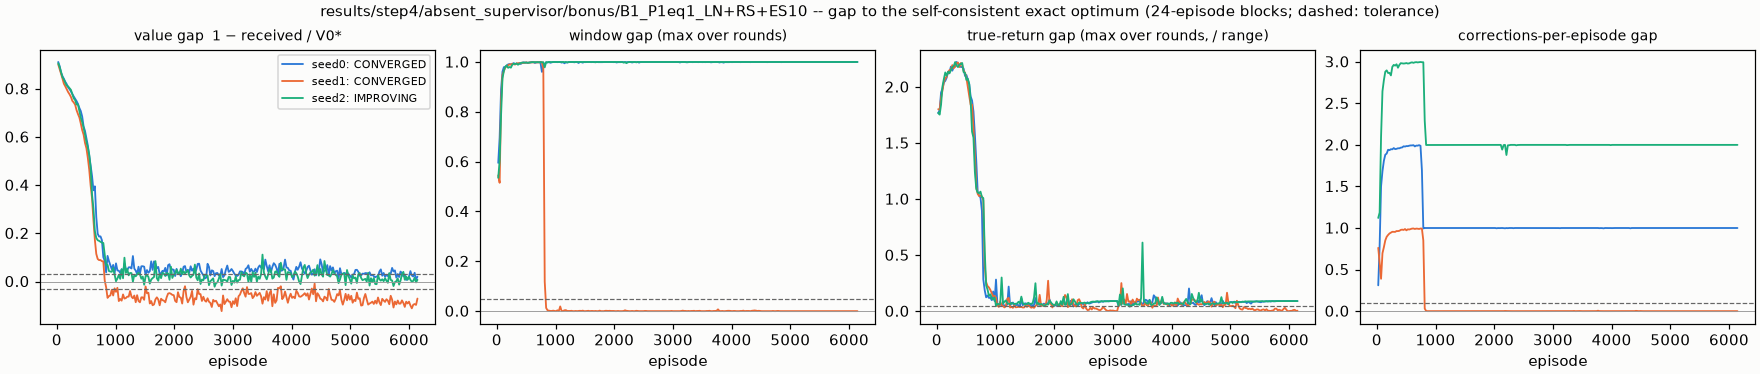 results/step4/absent_supervisor/bonus/B1_P1eq1_LN+RS+ES10 -- gap to the self-consistent exact optimum (24-episode blocks; dashed: tolerance)
value gap 1 − received / V0*
0.8
0.6
0.4
0.2
0.0
seed0: CONVERGED
seed1: CONVERGED
seed2: IMPROVING
0 1000 2000 3000 4000 5000 6000
episode
window gap (max over rounds)
1.0
0.8
0.6
0.4
0.2
0.0
0 1000 2000 3000 4000 5000 6000
episode
true-return gap (max over rounds, / range)
2.0
1.5
1.0
0.5
0.0
0 1000 2000 3000 4000 5000 6000
episode
corrections-per-episode gap
3.0
2.5
2.0
1.5
1.0
0.5
0.0
0 1000 2000 3000 4000 5000 6000
episode